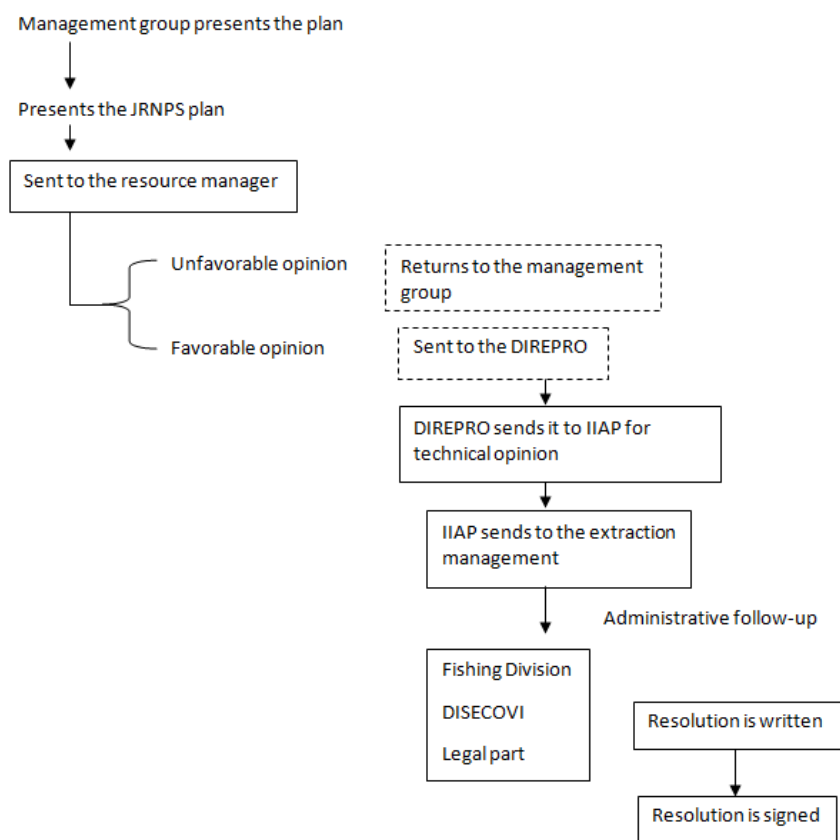 Management group presents the plan
Presents the JRNPS plan
Sent to the resource manager
Unfavorable opinion
Returns to the management
group
Favorable opinion
Sent to the DIREPRO
DIREPRO sends it to IIAP for
technical opinion
IIAP sends to the extraction
management
Administrative follow-up
Fishing Division
DISECOVI
Legal part
Resolution is written
Resolution is signed